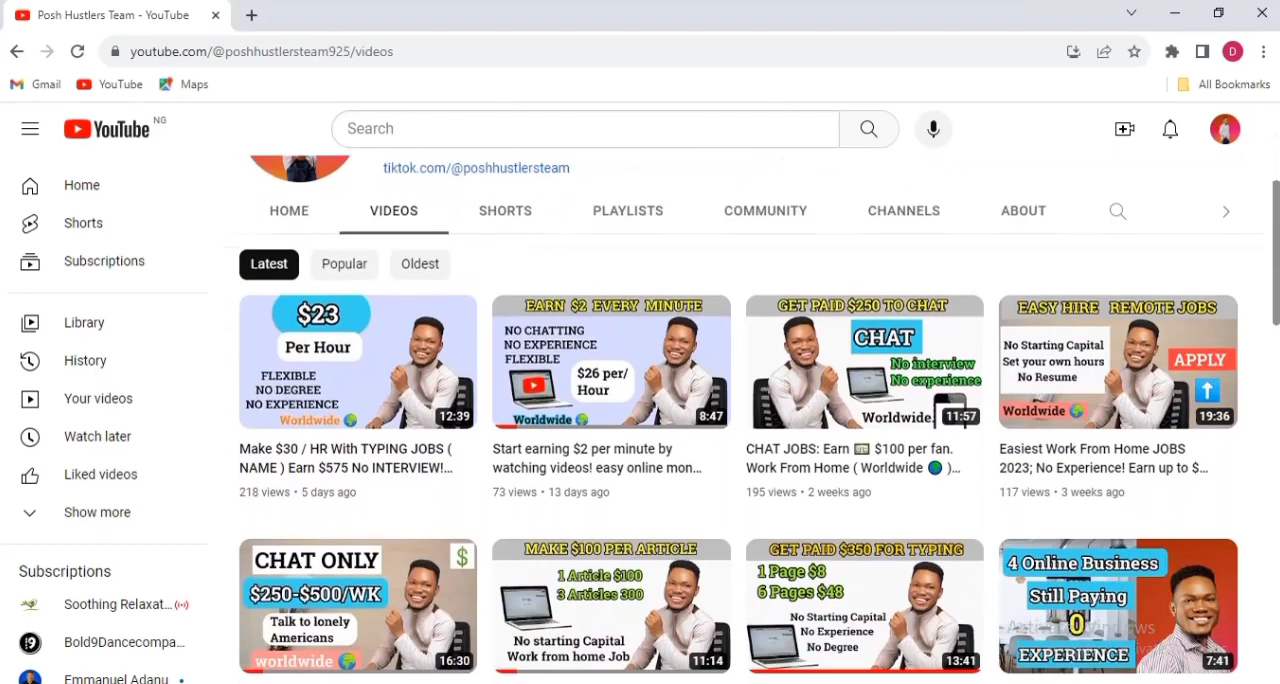 Posh Hustlers Team - YouTube
youtube.com/@poshhustlersteam925/videos
Gmail
YouTube
Maps
All Bookmarks
D
YouTube NG
Search
Home
Shorts
Subscriptions
Library
History
Your videos
Watch later
Liked videos
Show more
Subscriptions
Soothing Relaxat...
Bold9Dancecompa...
Emmanuel Adanu
tiktok.com/@poshhustlersteam
HOME
VIDEOS
SHORTS
PLAYLISTS
COMMUNITY
CHANNELS
ABOUT
Latest
Popular
Oldest
$23
Per Hour
FLEXIBLE
NO DEGREE
NO EXPERIENCE
Worldwide
12:39
Make $30 / HR With TYPING JOBS (
NAME ) Earn $575 No INTERVIEW!...
218 views • 5 days ago
EARN $2 EVERY MINUTE
NO CHATTING
NO EXPERIENCE
FLEXIBLE
$26 per/
Hour
Worldwide
8:47
Start earning $2 per minute by
watching videos! easy online mon...
73 views • 13 days ago
GET PAID $250 TO CHAT
CHAT
No interview
No experience
Worldwide
11:57
CHAT JOBS: Earn 💵 $100 per fan.
Work From Home ( Worldwide 🌎 )...
195 views • 2 weeks ago
EASY HIRE REMOTE JOBS
No Starting Capital
Set your own hours
No Resume
APPLY
Worldwide
19:36
Easiest Work From Home JOBS
2023; No Experience! Earn up to $...
117 views • 3 weeks ago
CHAT ONLY
$
$250-$500/WK
Talk to lonely
Americans
worldwide
16:30
MAKE $100 PER ARTICLE
1 Article $100
3 Articles 300
No starting Capital
Work from home Job
11:14
GET PAID $350 FOR TYPING
1 Page $8
6 Pages $48
No Starting Capital
No Experience
No Degree
13:41
4 Online Business
Still Paying
0
EXPERIENCE
7:41